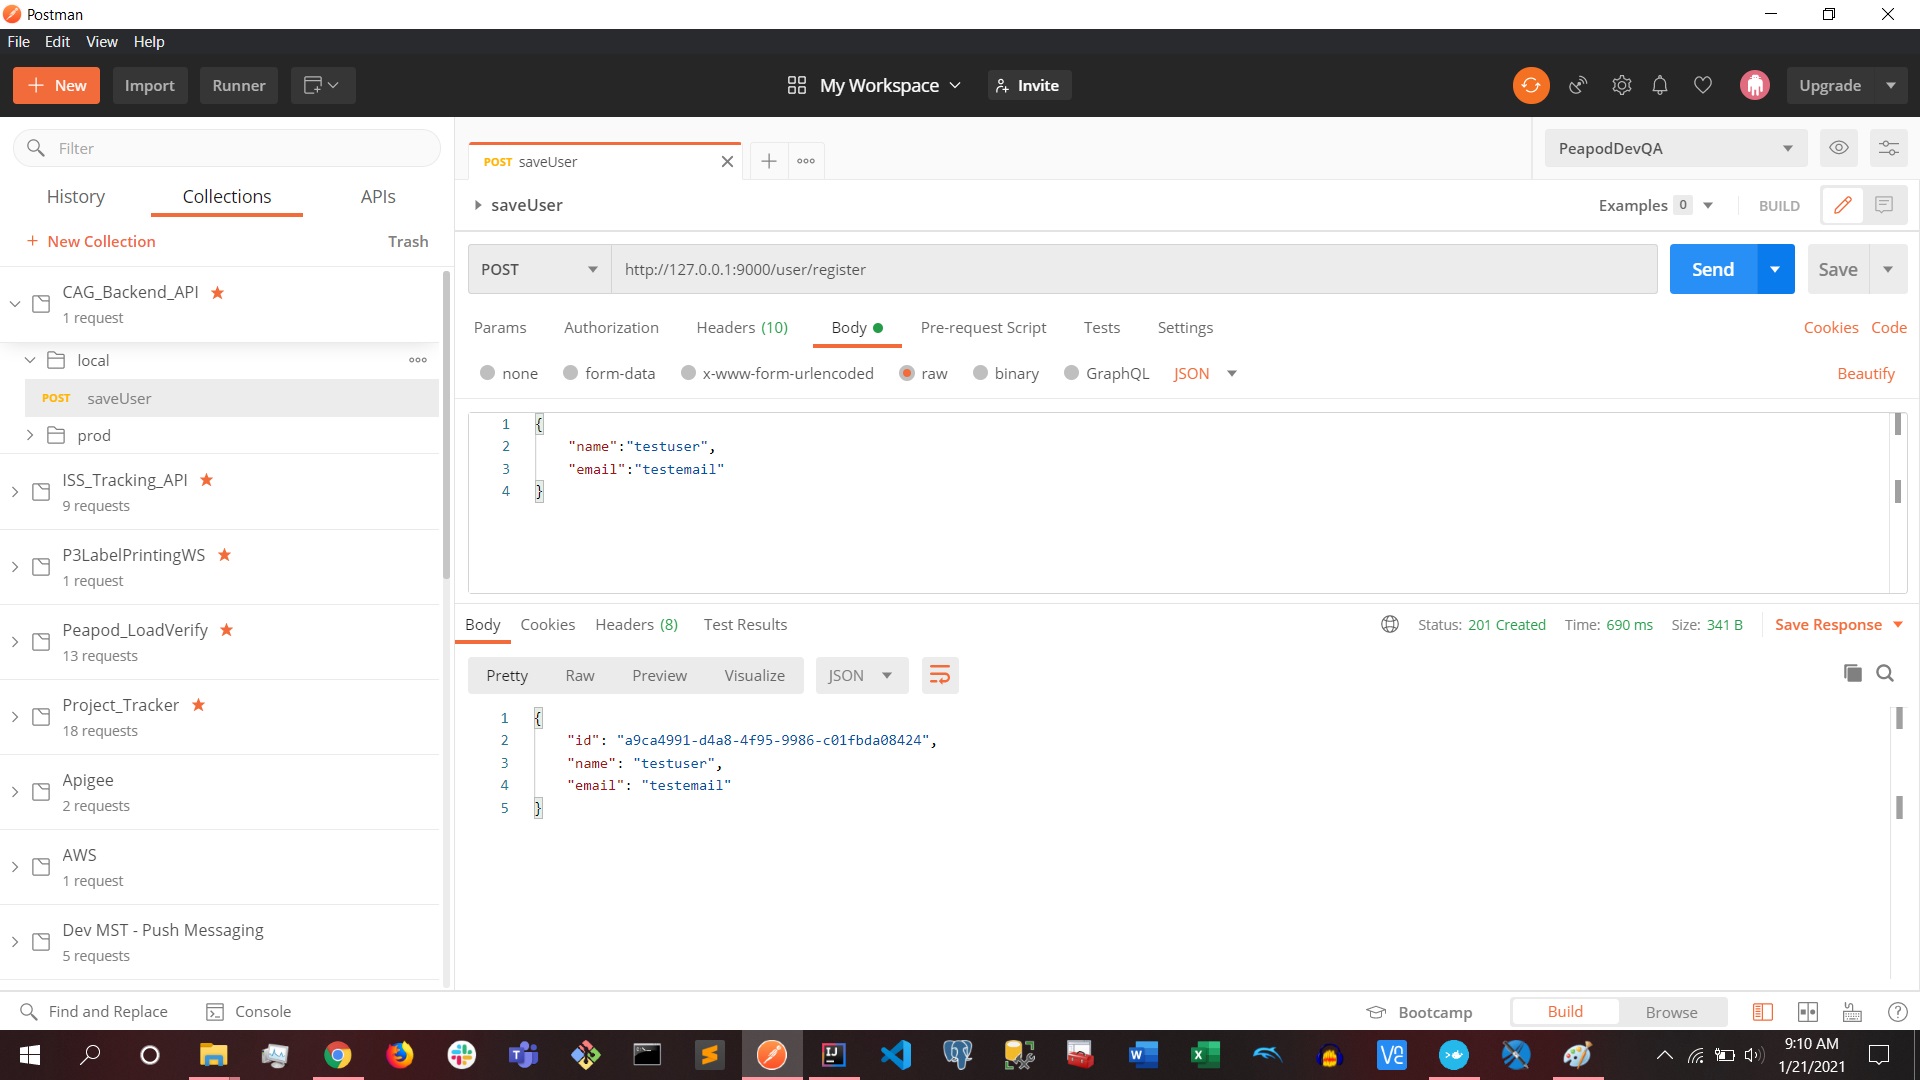 Postman
File Edit View Help
New Import Runner My Workspace Invite Upgrade
Filter
History Collections APIs
New Collection Trash
CAG_Backend_API
1 request
local
POST saveUser
prod
ISS_Tracking_API
9 requests
P3LabelPrintingWS
1 request
Peapod_LoadVerify
13 requests
Project_Tracker
18 requests
Apigee
2 requests
AWS
1 request
Dev MST - Push Messaging
5 requests
POST saveUser
PeapodDevQA
saveUser Examples 0 BUILD
POST http://127.0.0.1:9000/user/register Send Save
Params Authorization Headers (10) Body Pre-request Script Tests Settings Cookies Code
none form-data x-www-form-urlencoded raw binary GraphQL JSON Beautify
1 {
2 "name":"testuser",
3 "email":"testemail"
4 }
Body Cookies Headers (8) Test Results Status: 201 Created Time: 690 ms Size: 341 B Save Response
Pretty Raw Preview Visualize JSON
1 {
2 "id": "a9ca4991-d4a8-4f95-9986-c01fbda08424",
3 "name": "testuser",
4 "email": "testemail"
5 }
Find and Replace Console Bootcamp Build Browse
9:10 AM
1/21/2021